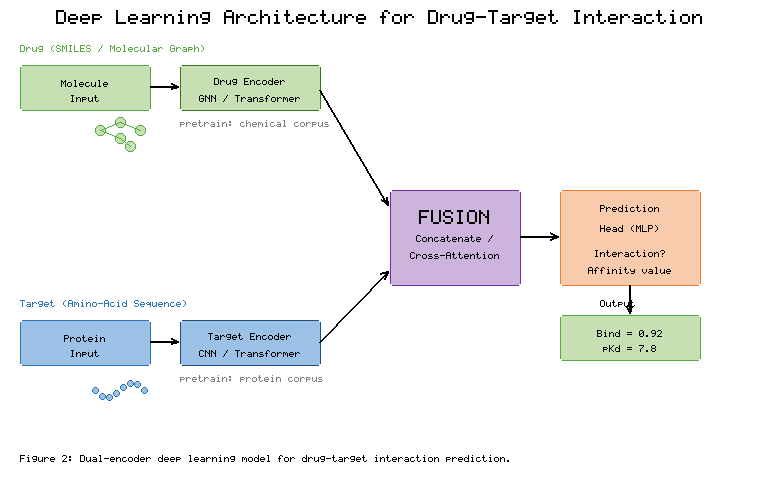 Deep Learning Architecture for Drug-Target Interaction
Drug (SMILES / Molecular Graph)
Molecule
Input
Drug Encoder
GNN / Transformer
pretrain: chemical corpus
FUSION
Concatenate /
Cross-Attention
Prediction
Head (MLP)
Interaction?
Affinity value
Output
Bind = 0.92
pKd = 7.8
Target (Amino-Acid Sequence)
Protein
Input
Target Encoder
CNN / Transformer
pretrain: protein corpus
Figure 2: Dual-encoder deep learning model for drug-target interaction prediction.